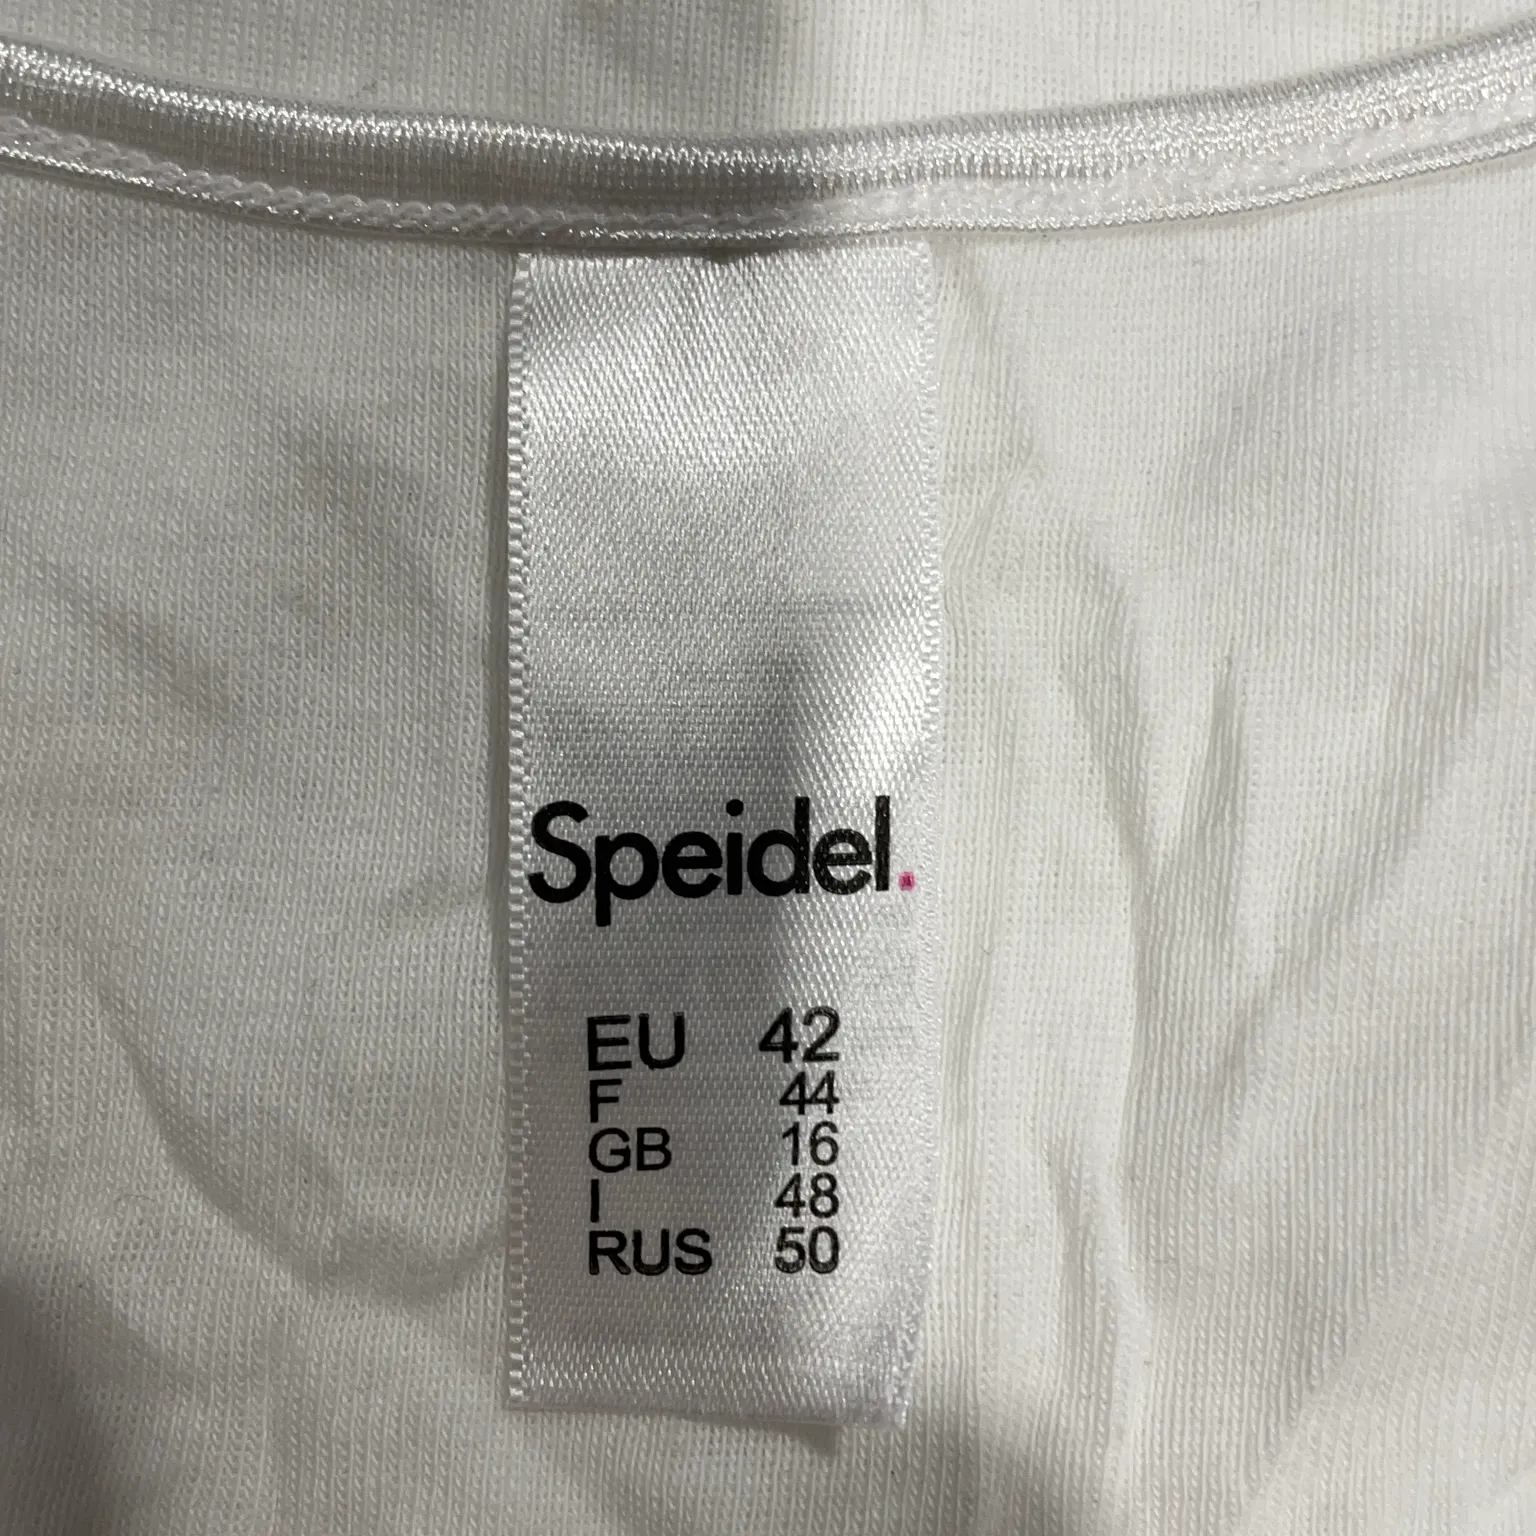 Speidel.
EU 42
F 44
GB 16
I 48
RUS 50